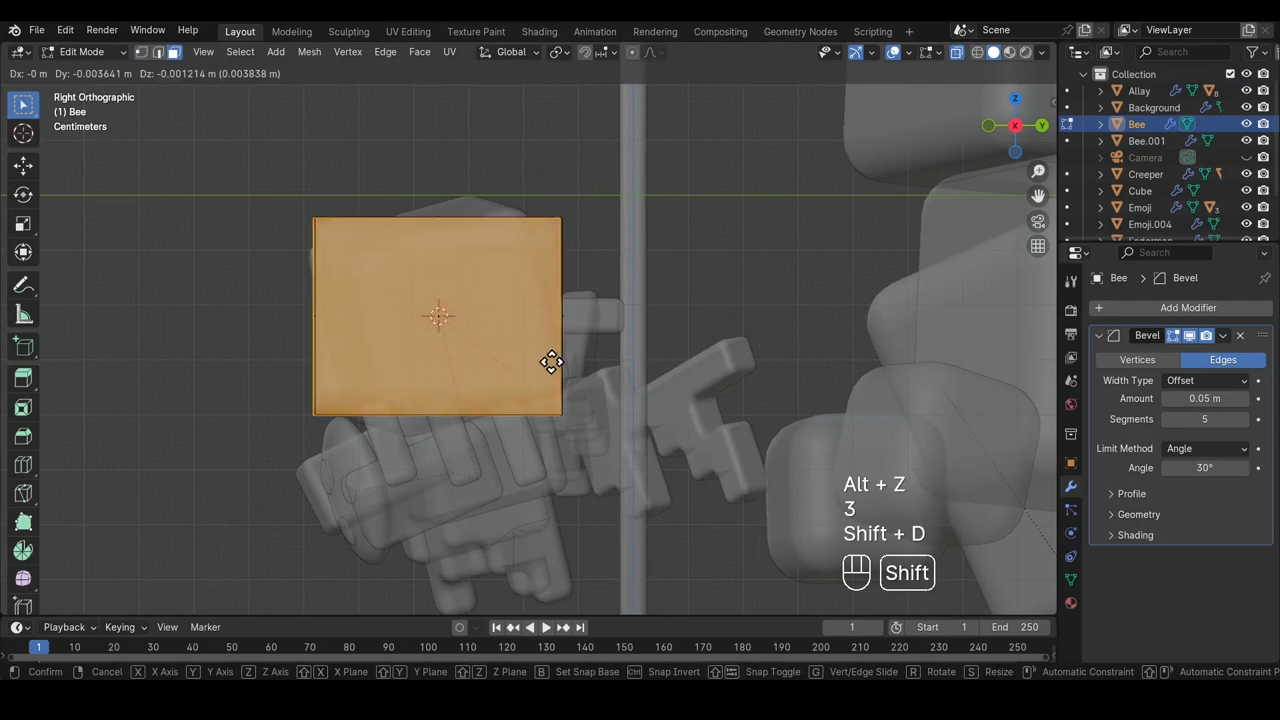 File Edit Render Window Help Layout Modeling Sculpting UV Editing Texture Paint Shading Animation Rendering Compositing Geometry Nodes Scripting + Scene ViewLayer
Edit Mode View Select Add Mesh Vertex Edge Face UV Global Search
Dx: -0 m Dy: -0.003641 m Dz: -0.001214 m (0.003838 m)
Right Orthographic
(1) Bee
Centimeters
Z
X
Y
Collection
Allay 8
Background
Bee
Bee.001
Camera
Creeper
Cube
Emoji 3
Emoji.004
Enderman
Search
Bee > Bevel
+ Add Modifier
Bevel
Vertices Edges
Width Type Offset
Amount 0.05 m
Segments 5
Limit Method Angle
Angle 30°
Profile
Geometry
Shading
Alt + Z
3
Shift + D
Shift
Playback Keying View Marker 1 Start 1 End 250
1 10 20 30 40 50 60 70 80 90 100 110 120 130 140 150 160 170 180 190 200 210 220 230 240 250
Confirm Cancel X X Axis Y Y Axis Z Z Axis X X Plane Y Y Plane Z Z Plane B Set Snap Base Ctrl Snap Invert Snap Toggle G Vert/Edge Slide R Rotate S Resize Automatic Constraint Automatic Constraint P